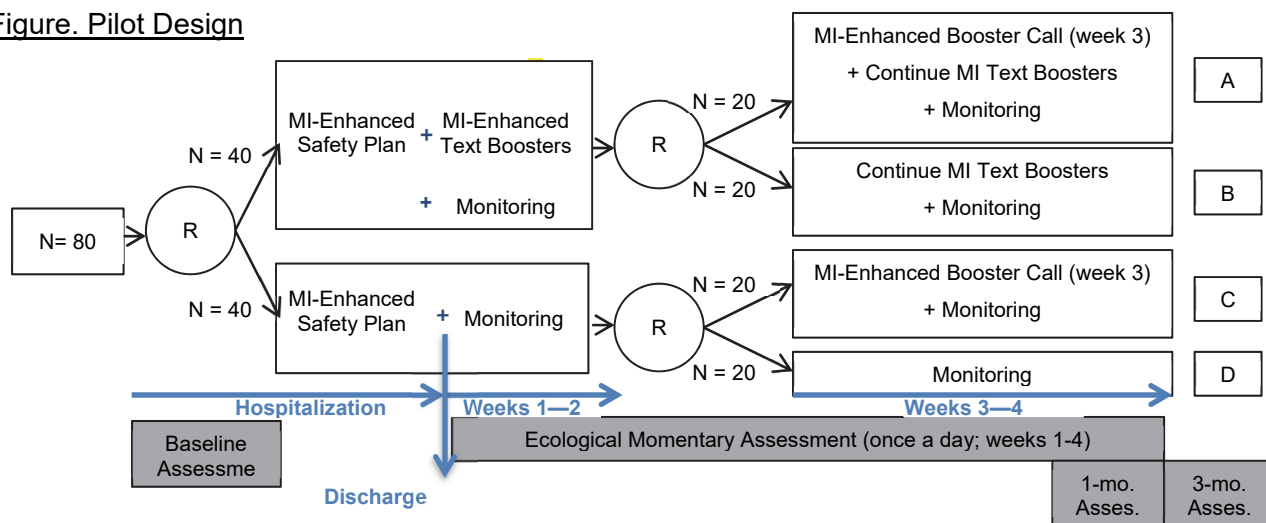 Figure. Pilot Design
N= 80
R
N = 40
N = 40
MI-Enhanced
Safety Plan
+
MI-Enhanced
Text Boosters
+ Monitoring
MI-Enhanced
Safety Plan
+ Monitoring
R
N = 20
N = 20
R
N = 20
N = 20
MI-Enhanced Booster Call (week 3)
+ Continue MI Text Boosters
+ Monitoring
A
Continue MI Text Boosters
+ Monitoring
B
MI-Enhanced Booster Call (week 3)
+ Monitoring
C
Monitoring
D
Hospitalization
Weeks 1—2
Weeks 3—4
Discharge
Baseline
Assessme
Ecological Momentary Assessment (once a day; weeks 1-4)
1-mo.
Asses.
3-mo.
Asses.